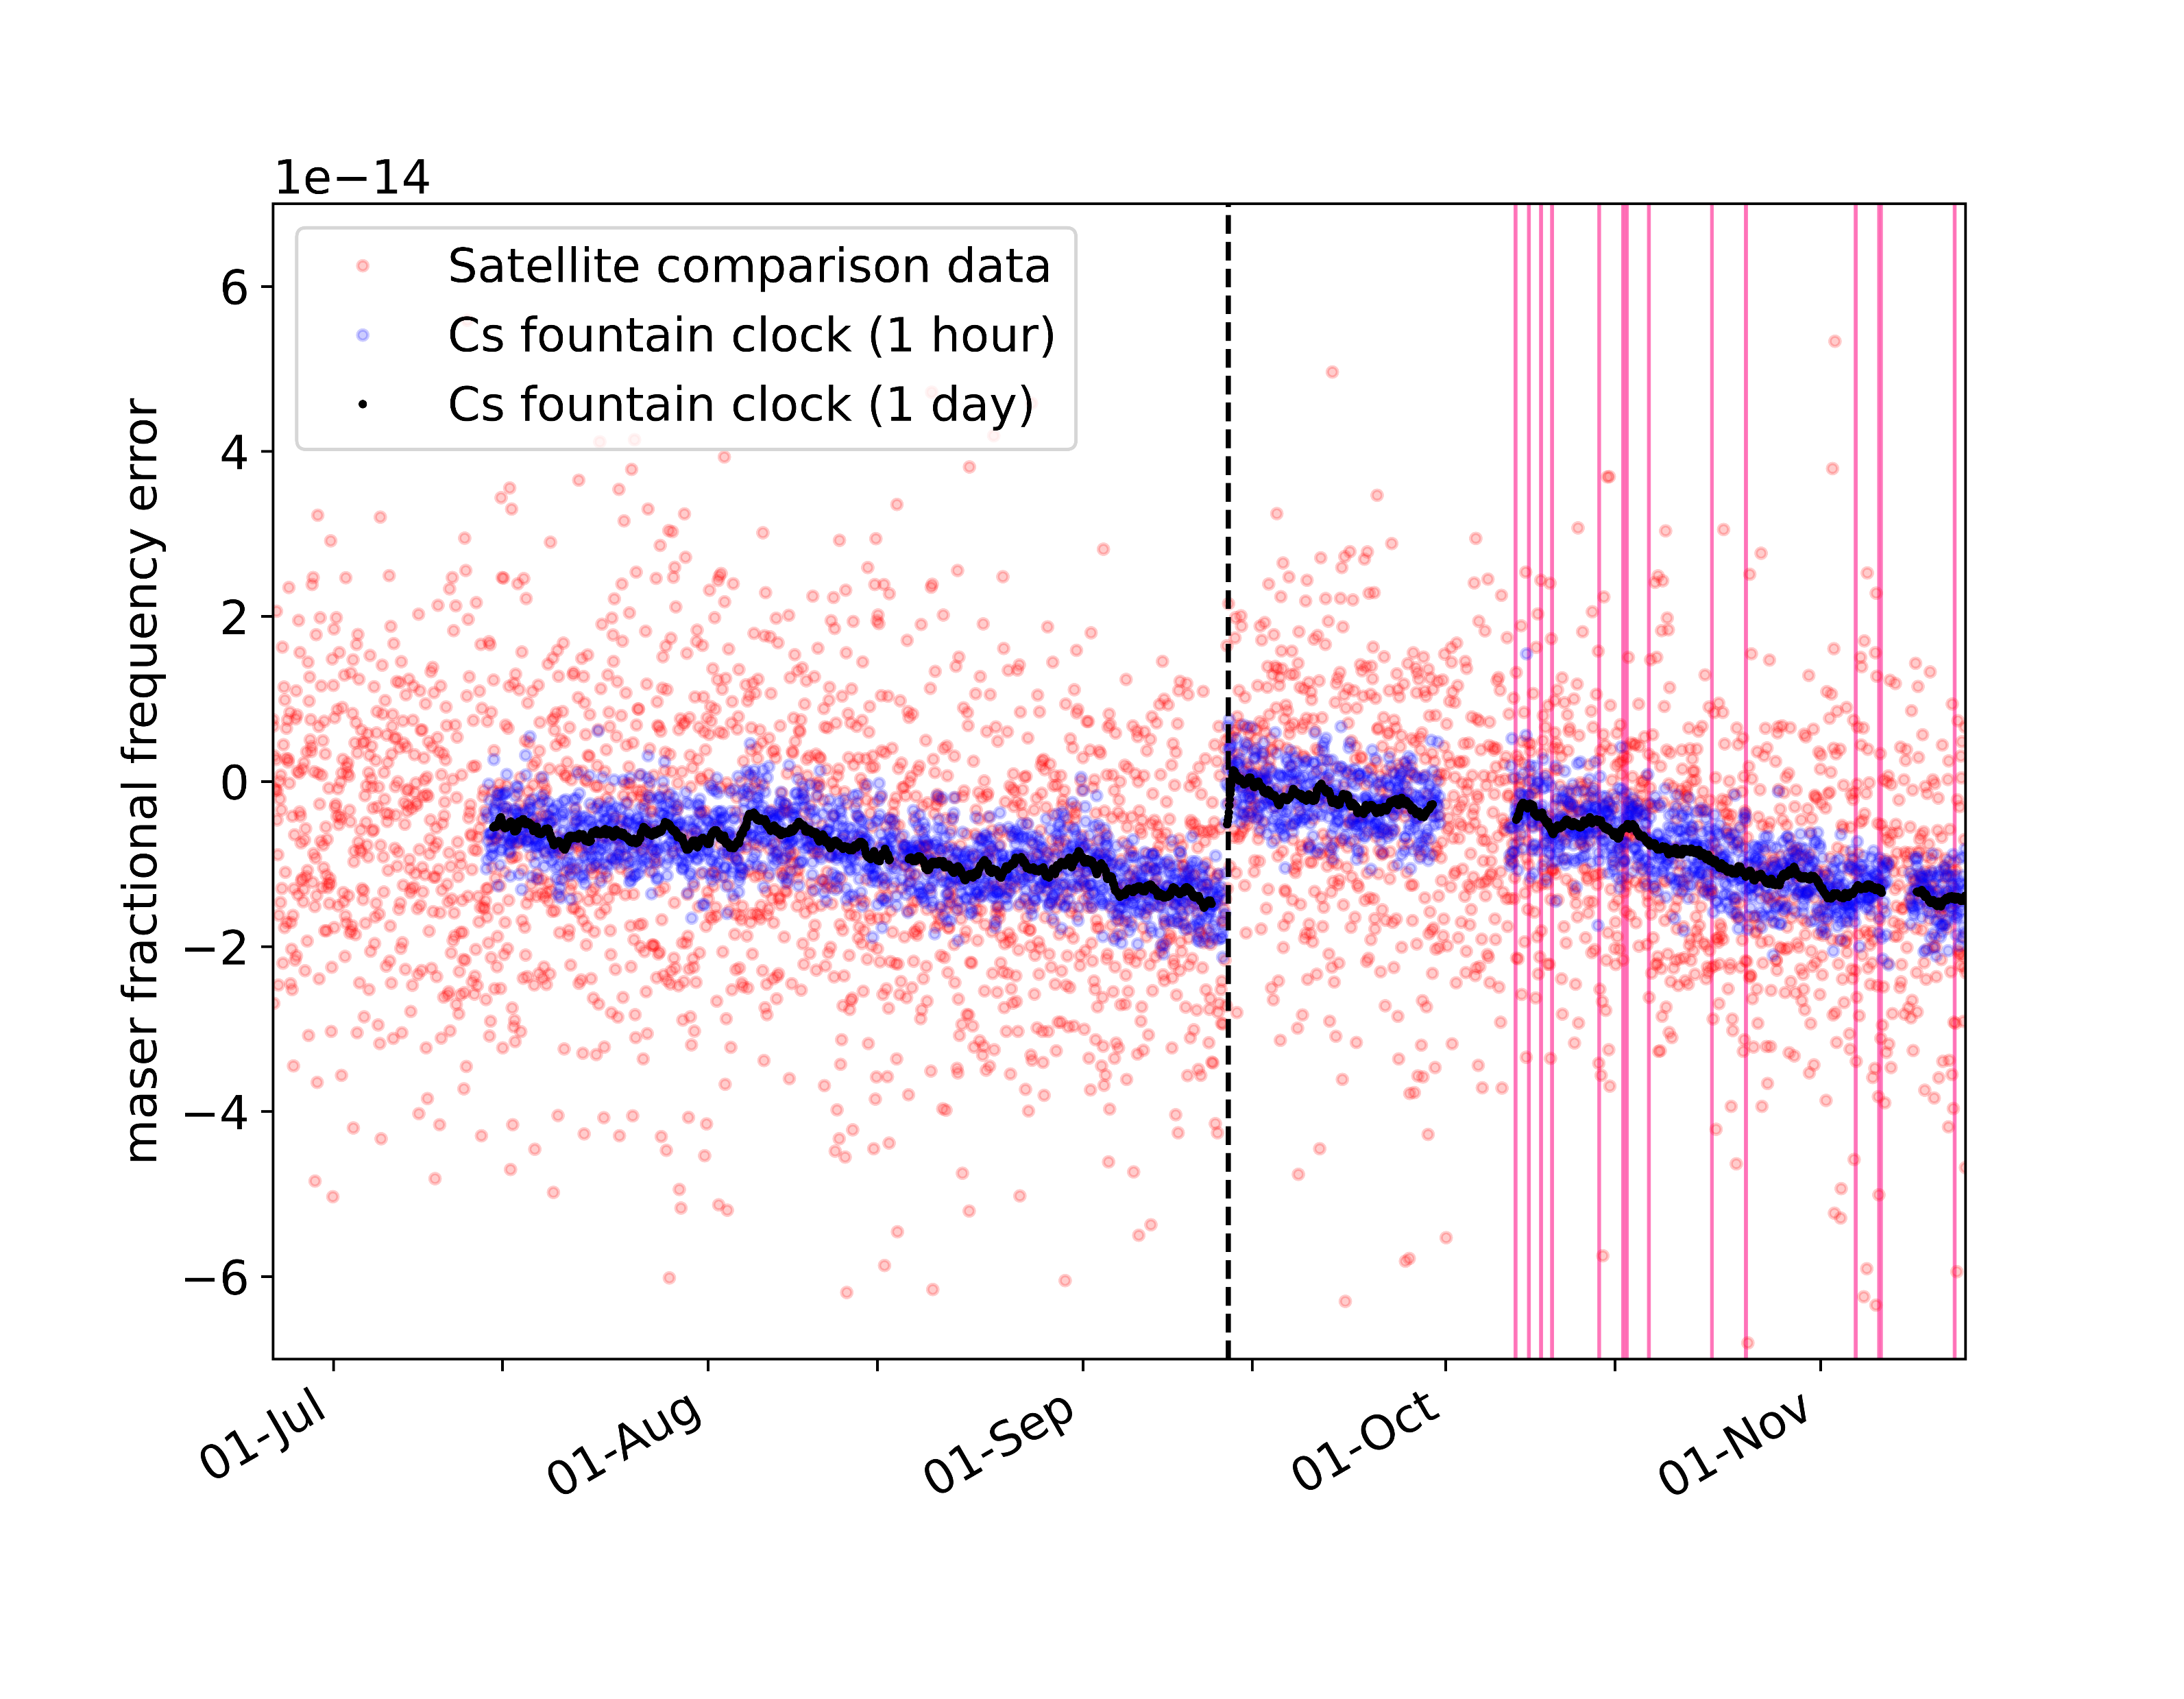 1e−14
Satellite comparison data
Cs fountain clock (1 hour)
Cs fountain clock (1 day)
maser fractional frequency error
6
4
2
0
−2
−4
−6
01-Jul
01-Aug
01-Sep
01-Oct
01-Nov